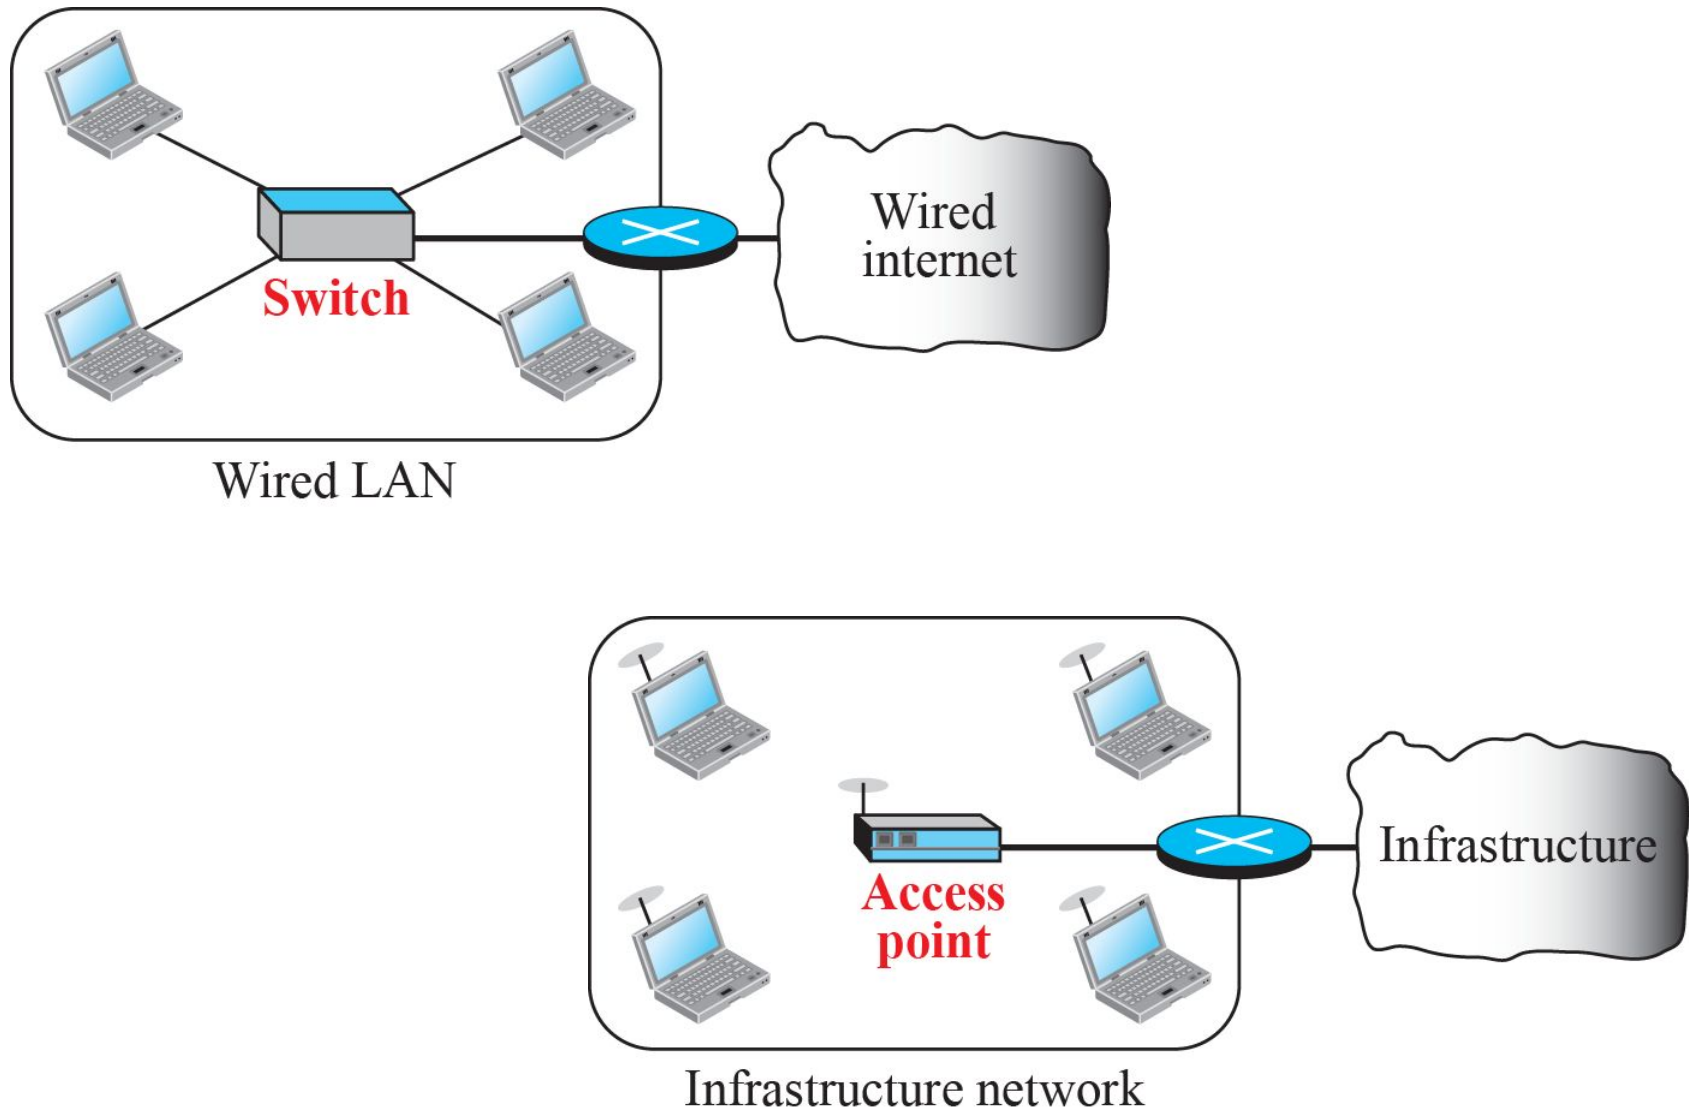 Wired
internet
Switch
Wired LAN
Infrastructure
Access
point
Infrastructure network